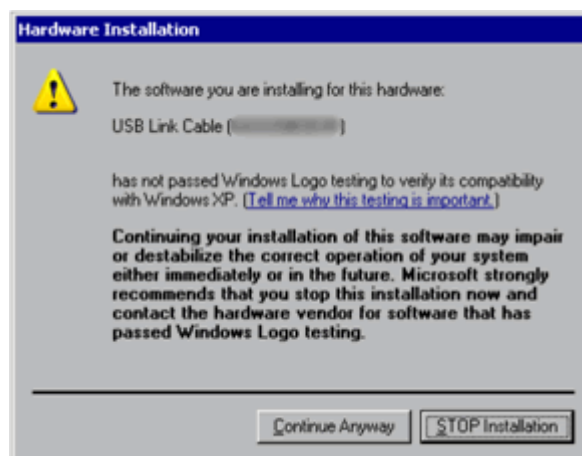 Hardware Installation
The software you are installing for this hardware:
USB Link Cable (
)
has not passed Windows Logo testing to verify its compatibility
with Windows XP. (Tell me why this testing is important.)
Continuing your installation of this software may impair
or destabilize the correct operation of your system
either immediately or in the future. Microsoft strongly
recommends that you stop this installation now and
contact the hardware vendor for software that has
passed Windows Logo testing.
Continue Anyway
STOP Installation